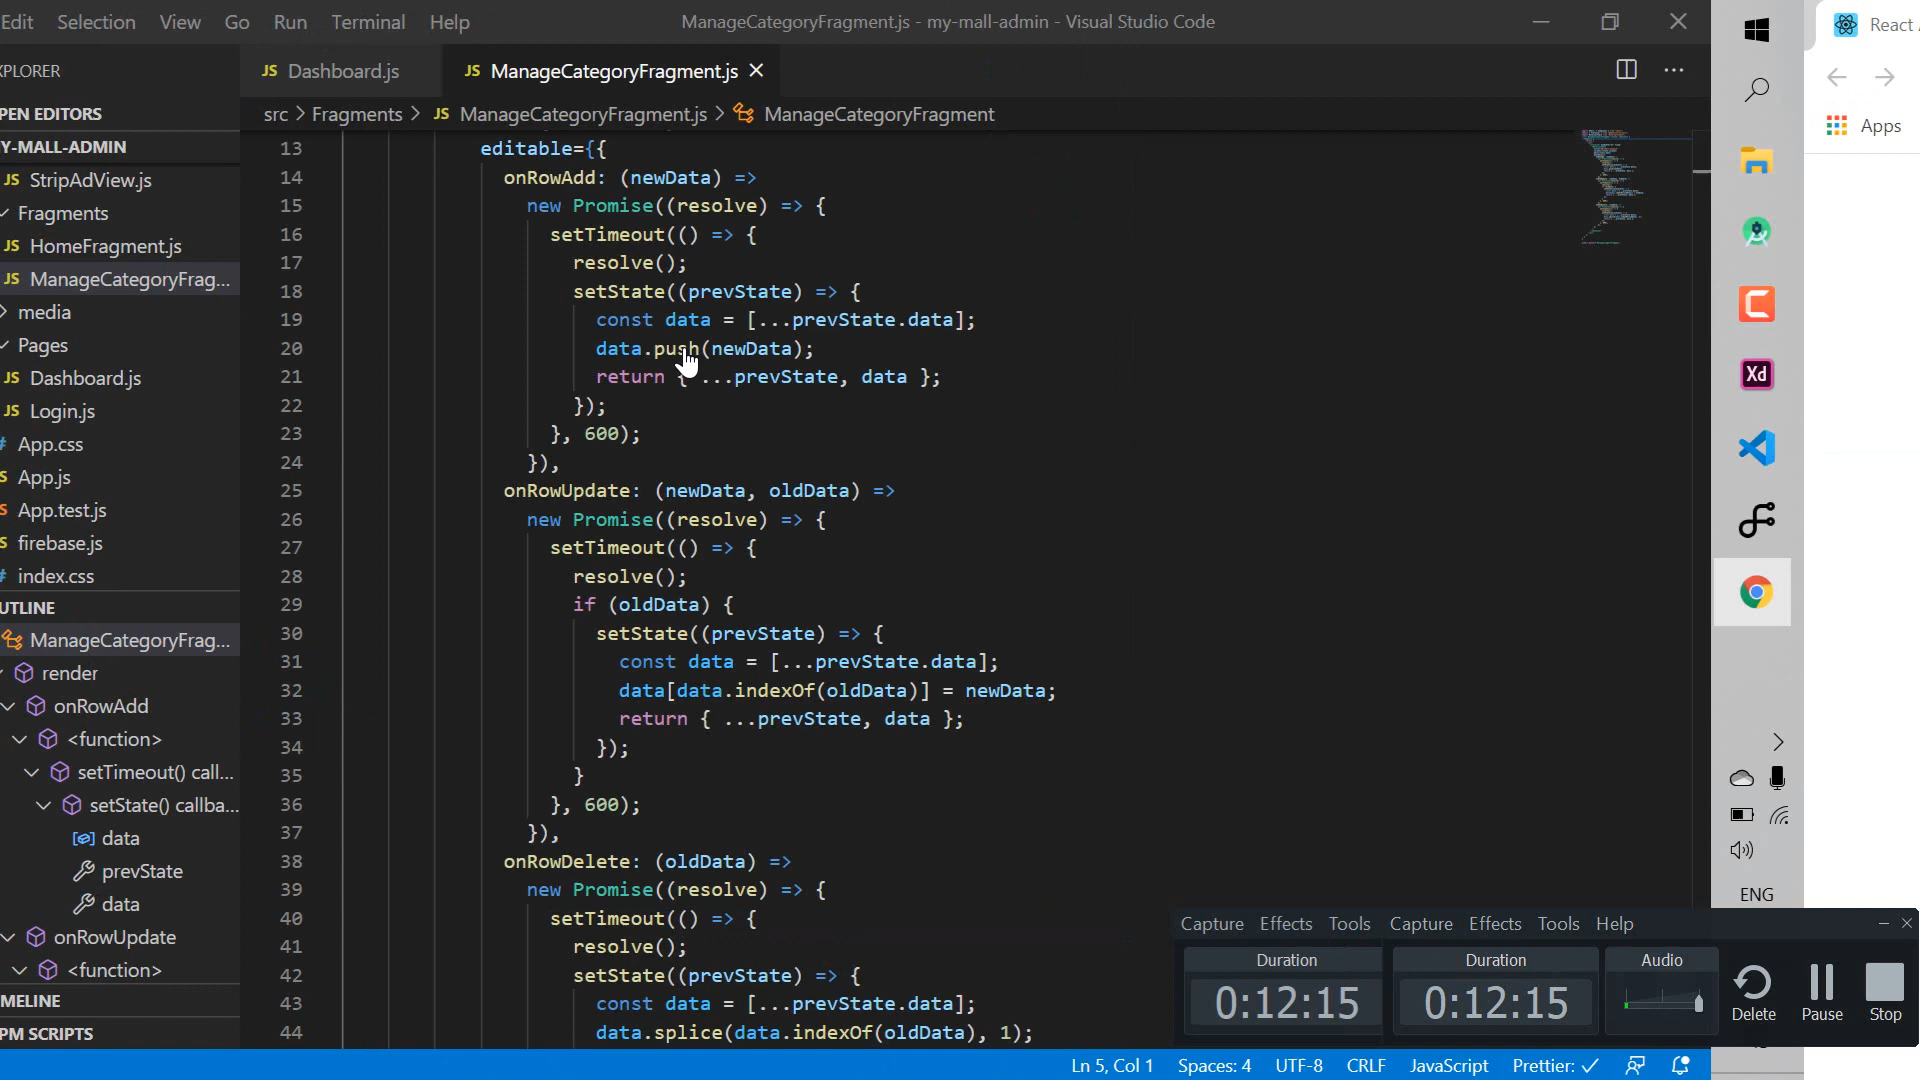 Edit Selection View Go Run Terminal Help
ManageCategoryFragment.js - my-mall-admin - Visual Studio Code
React
XPLORER
JS Dashboard.js
JS ManageCategoryFragment.js
src > Fragments > JS ManageCategoryFragment.js > ManageCategoryFragment
PEN EDITORS
Y-MALL-ADMIN
JS StripAdView.js
Fragments
JS HomeFragment.js
JS ManageCategoryFrag...
media
Pages
JS Dashboard.js
JS Login.js
# App.css
S App.js
S App.test.js
S firebase.js
# index.css
UTLINE
ManageCategoryFrag...
render
onRowAdd
<function>
setTimeout() call...
setState() callba...
data
prevState
data
onRowUpdate
<function>
MELINE
PM SCRIPTS
13 editable={{
14 onRowAdd: (newData) =>
15 new Promise((resolve) => {
16 setTimeout(() => {
17 resolve();
18 setState((prevState) => {
19 const data = [...prevState.data];
20 data.push(newData);
21 return { ...prevState, data };
22 });
23 }, 600);
24 }),
25 onRowUpdate: (newData, oldData) =>
26 new Promise((resolve) => {
27 setTimeout(() => {
28 resolve();
29 if (oldData) {
30 setState((prevState) => {
31 const data = [...prevState.data];
32 data[data.indexOf(oldData)] = newData;
33 return { ...prevState, data };
34 });
35 }
36 }, 600);
37 }),
38 onRowDelete: (oldData) =>
39 new Promise((resolve) => {
40 setTimeout(() => {
41 resolve();
42 setState((prevState) => {
43 const data = [...prevState.data];
44 data.splice(data.indexOf(oldData), 1);
Apps
Xd
ENG
Capture Effects Tools Capture Effects Tools Help
Duration Duration Audio
0:12:15 0:12:15
Delete Pause Stop
Ln 5, Col 1 Spaces: 4 UTF-8 CRLF JavaScript Prettier: ✓